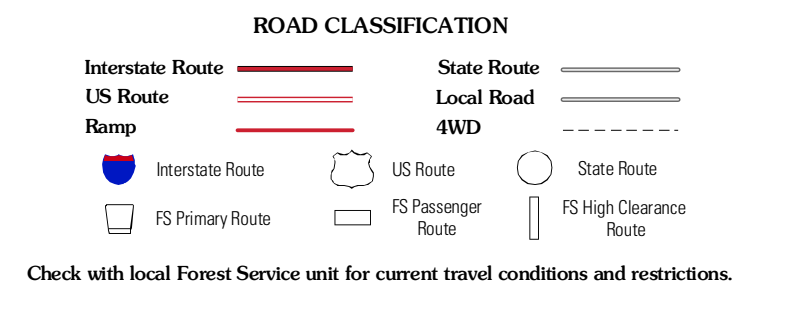 ROAD CLASSIFICATION
Interstate Route
State Route
US Route
Local Road
Ramp
4WD
Interstate Route
US Route
State Route
FS Primary Route
FS Passenger
Route
FS High Clearance
Route
Check with local Forest Service unit for current travel conditions and restrictions.